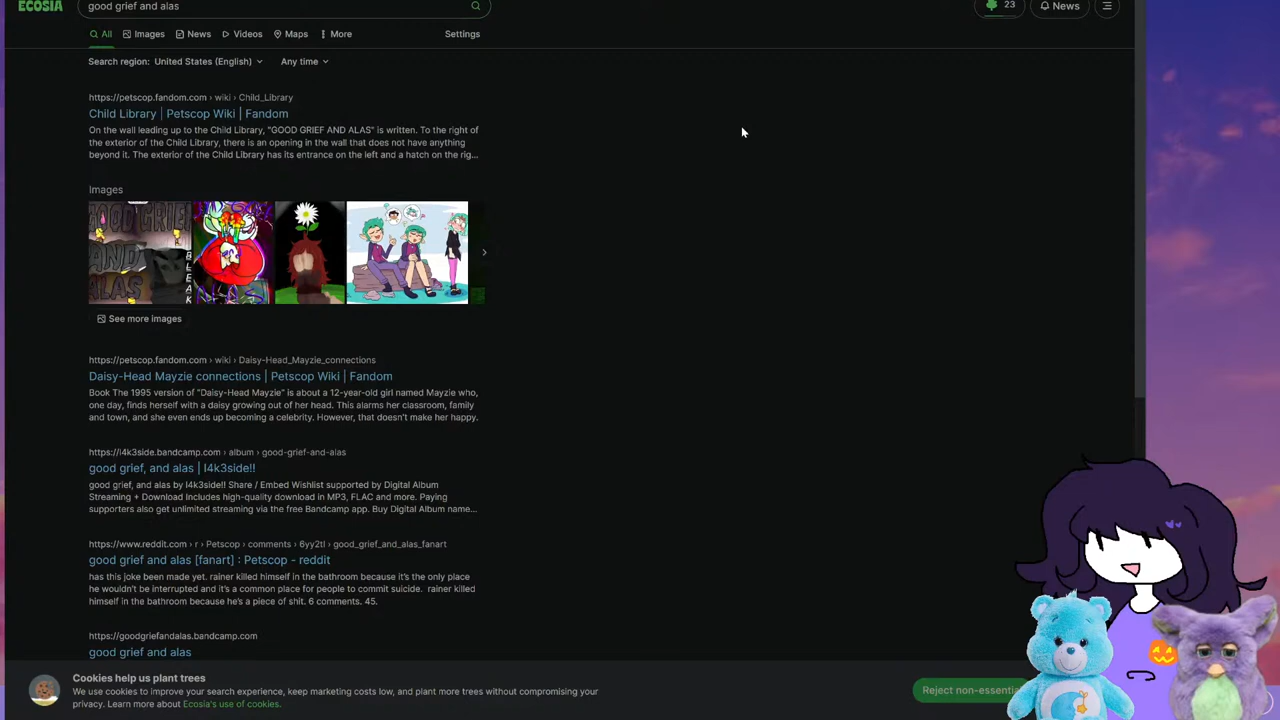 ECOSIA
good grief and alas
23
News
All
Images
News
Videos
Maps
More
Settings
Search region: United States (English)
Any time
https://petscop.fandom.com › wiki › Child_Library
Child Library | Petscop Wiki | Fandom
On the wall leading up to the Child Library, "GOOD GRIEF AND ALAS" is written. To the right of
the exterior of the Child Library, there is an opening in the wall that does not have anything
beyond it. The exterior of the Child Library has its entrance on the left and a hatch on the rig...
Images
GOOD GRIEF
AND
ALAS
See more images
https://petscop.fandom.com › wiki › Daisy-Head_Mayzie_connections
Daisy-Head Mayzie connections | Petscop Wiki | Fandom
Book The 1995 version of "Daisy-Head Mayzie" is about a 12-year-old girl named Mayzie who,
one day, finds herself with a daisy growing out of her head. This alarms her classroom, family
and town, and she even ends up becoming a celebrity. However, that doesn't make her happy.
https://l4k3side.bandcamp.com › album › good-grief-and-alas
good grief, and alas | l4k3side!!
good grief, and alas by l4k3side!! Share / Embed Wishlist supported by Digital Album
Streaming + Download Includes high-quality download in MP3, FLAC and more. Paying
supporters also get unlimited streaming via the free Bandcamp app. Buy Digital Album name...
https://www.reddit.com › r › Petscop › comments › 6yy2tl › good_grief_and_alas_fanart
good grief and alas [fanart] : Petscop - reddit
has this joke been made yet. rainer killed himself in the bathroom because it's the only place
he wouldn't be interrupted and it's a common place for people to commit suicide. rainer killed
himself in the bathroom because he's a piece of shit. 6 comments. 45.
https://goodgriefandalas.bandcamp.com
good grief and alas
Cookies help us plant trees
We use cookies to improve your search experience, keep marketing costs low, and plant more trees without compromising your
privacy. Learn more about Ecosia's use of cookies.
Reject non-essentia